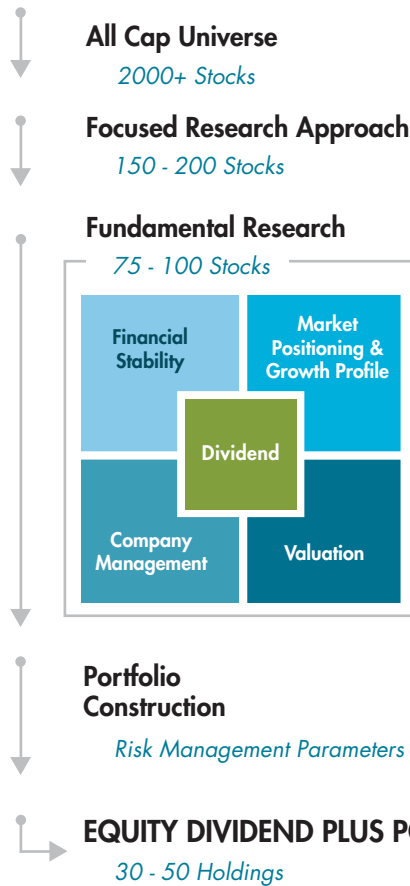 All Cap Universe
2000+ Stocks
Focused Research Approach
150 - 200 Stocks
Fundamental Research
75 - 100 Stocks
Financial
Stability
Market
Positioning &
Growth Profile
Dividend
Company
Management
Valuation
Portfolio
Construction
Risk Management Parameters
EQUITY DIVIDEND PLUS
30 - 50 Holdings